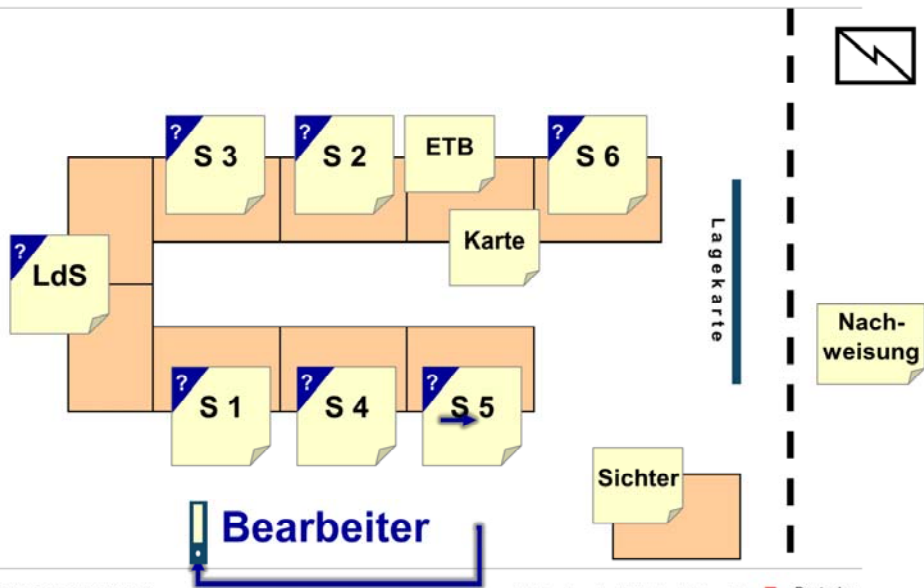 ?
S 3
?
S 2
ETB
?
S 6
Karte
?
LdS
Lagekarte
Nach-
weisung
?
S 1
?
S 4
?
S 5
Sichter
Bearbeiter